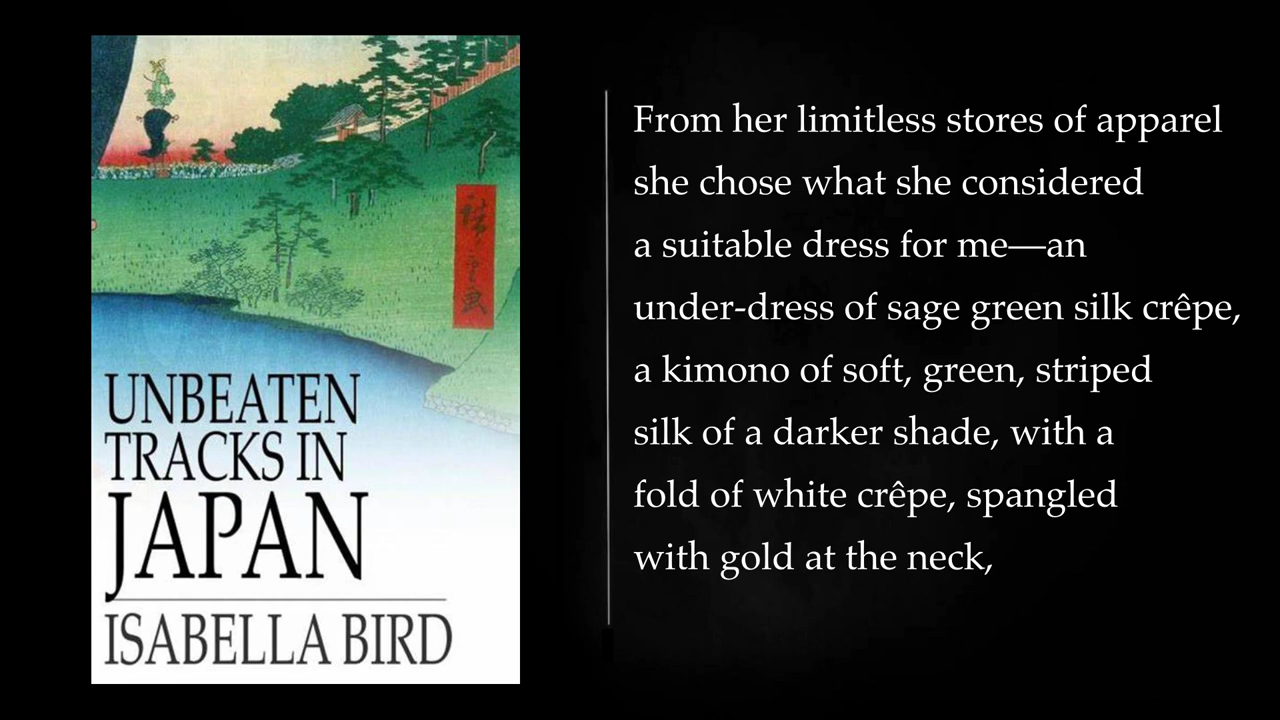 UNBEATEN
TRACKS IN
JAPAN
ISABELLA BIRD
From her limitless stores of apparel
she chose what she considered
a suitable dress for me—an
under-dress of sage green silk crêpe,
a kimono of soft, green, striped
silk of a darker shade, with a
fold of white crêpe, spangled
with gold at the neck,